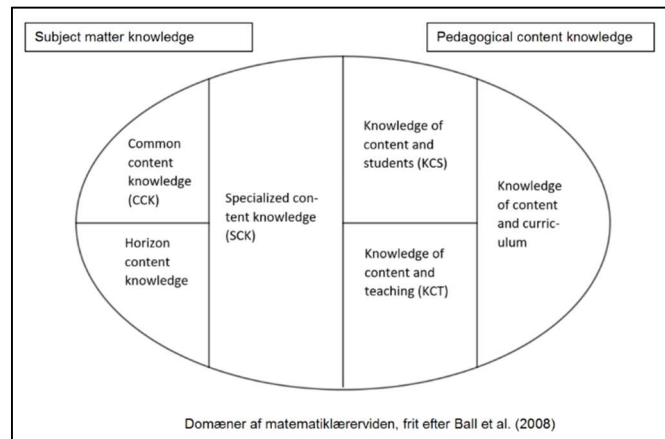 Subject matter knowledge
Pedagogical content knowledge
Common
content
knowledge
(CCK)
Horizon
content
knowledge
Specialized con-
tent knowledge
(SCK)
Knowledge of
content and
students (KCS)
Knowledge of
content and
teaching (KCT)
Knowledge
of content
and curric-
ulum
Domæner af matematiklærerviden, frit efter Ball et al. (2008)